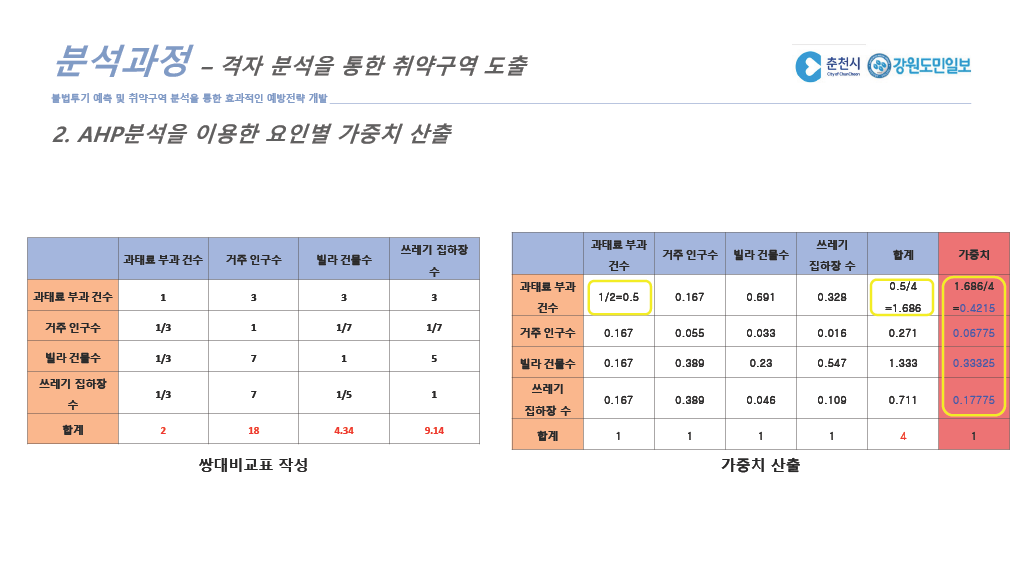 분석과정 – 격자 분석을 통한 취약구역 도출
춘천시
City of ChunCheon
강원도민일보
불법투기 예측 및 취약구역 분석을 통한 효과적인 예방전략 개발
2. AHP분석을 이용한 요인별 가중치 산출
과태료 부과 건수 거주 인구수 빌라 건물수 쓰레기 집하장
수
과태료 부과 건수 1 3 3 3
거주 인구수 1/3 1 1/7 1/7
빌라 건물수 1/3 7 1 5
쓰레기 집하장
수 1/3 7 1/5 1
합계 2 18 4.34 9.14
쌍대비교표 작성
과태료 부과
건수 거주 인구수 빌라 건물수 쓰레기
집하장 수 합계 가중치
과태료 부과
건수 1/2=0.5 0.167 0.691 0.328 0.5/4
=1.686 1.686/4
=0.4215
거주 인구수 0.167 0.055 0.033 0.016 0.271 0.06775
빌라 건물수 0.167 0.389 0.23 0.547 1.333 0.33325
쓰레기
집하장 수 0.167 0.389 0.046 0.109 0.711 0.17775
합계 1 1 1 1 4 1
가중치 산출